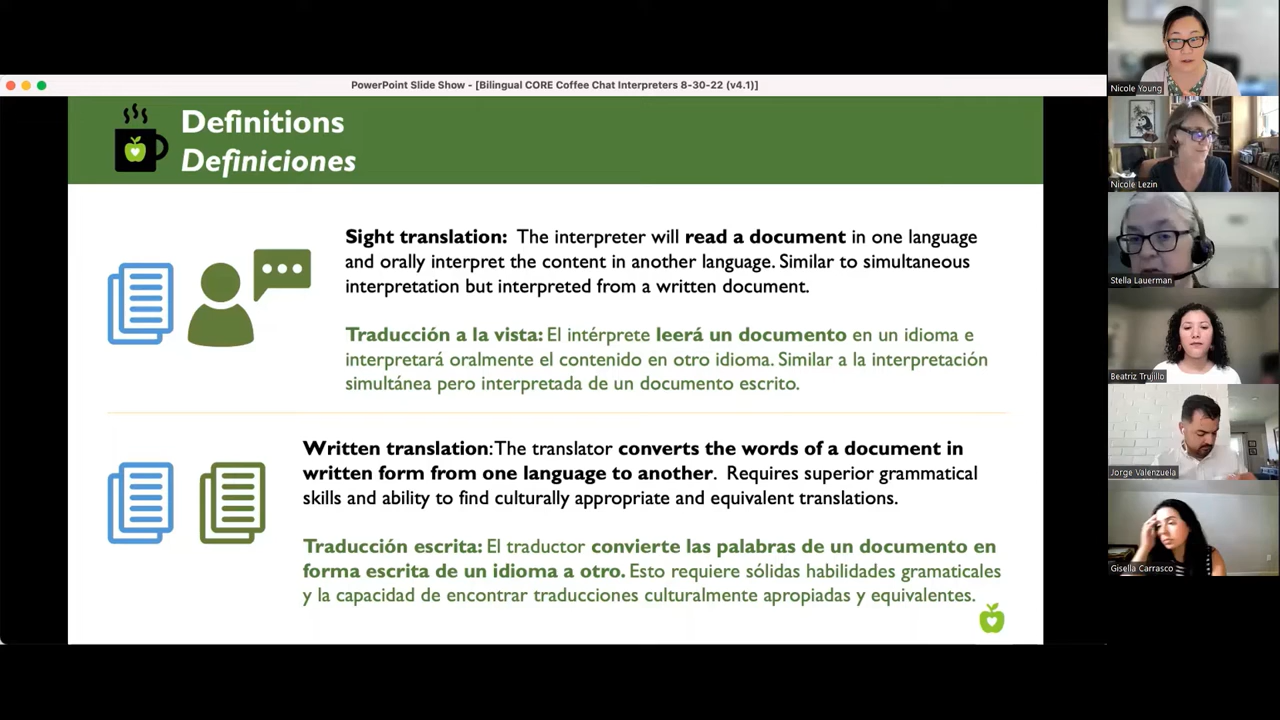 PowerPoint Slide Show - [Bilingual CORE Coffee Chat Interpreters 8-30-22 (v4.1)]
Definitions
Definiciones
Sight translation: The interpreter will read a document in one language
and orally interpret the content in another language. Similar to simultaneous
interpretation but interpreted from a written document.
Traducción a la vista: El intérprete leerá un documento en un idioma e
interpretará oralmente el contenido en otro idioma. Similar a la interpretación
simultánea pero interpretada de un documento escrito.
Written translation: The translator converts the words of a document in
written form from one language to another. Requires superior grammatical
skills and ability to find culturally appropriate and equivalent translations.
Traducción escrita: El traductor convierte las palabras de un documento en
forma escrita de un idioma a otro. Esto requiere sólidas habilidades gramaticales
y la capacidad de encontrar traducciones culturalmente apropiadas y equivalentes.
Nicole Young
Nicole Lezin
Stella Lauerman
Beatriz Trujillo
Jorge Valenzuela
Gisella Carrasco